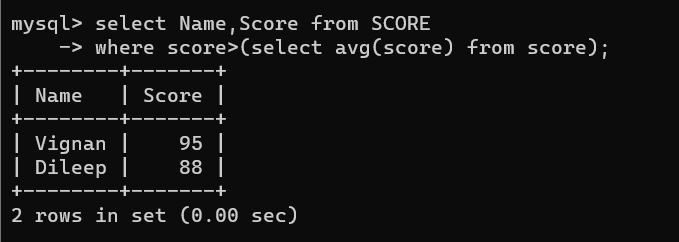 mysql> select Name,Score from SCORE
    -> where score>(select avg(score) from score);
+--------+-------+
| Name   | Score |
+--------+-------+
| Vignan |    95 |
| Dileep |    88 |
+--------+-------+
2 rows in set (0.00 sec)